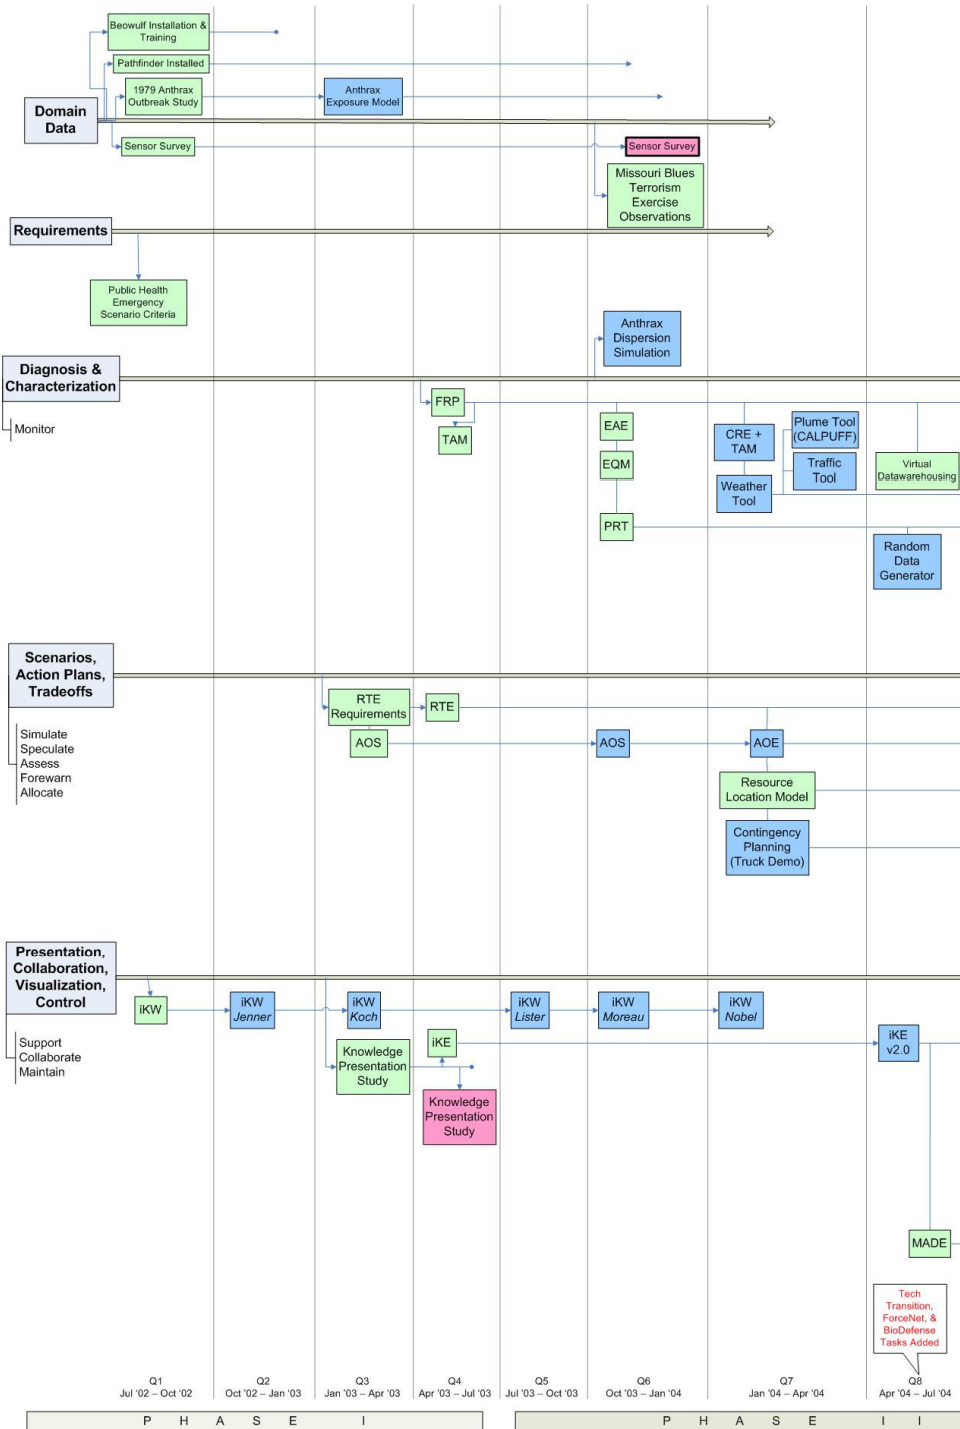 Beowulf Installation &
Training
Pathfinder Installed
1979 Anthrax
Outbreak Study
Anthrax
Exposure Model
Domain
Data
Sensor Survey
Sensor Survey
Missouri Blues
Terrorism
Exercise
Observations
Requirements
Public Health
Emergency
Scenario Criteria
Anthrax
Dispersion
Simulation
Diagnosis &
Characterization
Monitor
FRP
TAM
EAE
EQM
PRT
CRE +
TAM
Weather
Tool
Plume Tool
(CALPUFF)
Traffic
Tool
Virtual
Datawarehousing
Random
Data
Generator
Scenarios,
Action Plans,
Tradeoffs
Simulate
Speculate
Assess
Forewarn
Allocate
RTE
Requirements
RTE
AOS
AOS
AOE
Resource
Location Model
Contingency
Planning
(Truck Demo)
Presentation,
Collaboration,
Visualization,
Control
Support
Collaborate
Maintain
iKW
iKW
Jenner
iKW
Koch
iKW
Lister
iKW
Moreau
iKW
Nobel
Knowledge
Presentation
Study
iKE
Knowledge
Presentation
Study
iKE
v2.0
MADE
Tech
Transition,
ForceNet, &
BioDefense
Tasks Added
Q1
Jul '02 – Oct '02
Q2
Oct '02 – Jan '03
Q3
Jan '03 – Apr '03
Q4
Apr '03 – Jul '03
Q5
Jul '03 – Oct '03
Q6
Oct '03 – Jan '04
Q7
Jan '04 – Apr '04
Q8
Apr '04 – Jul '04
P H A S E I
P H A S E I I